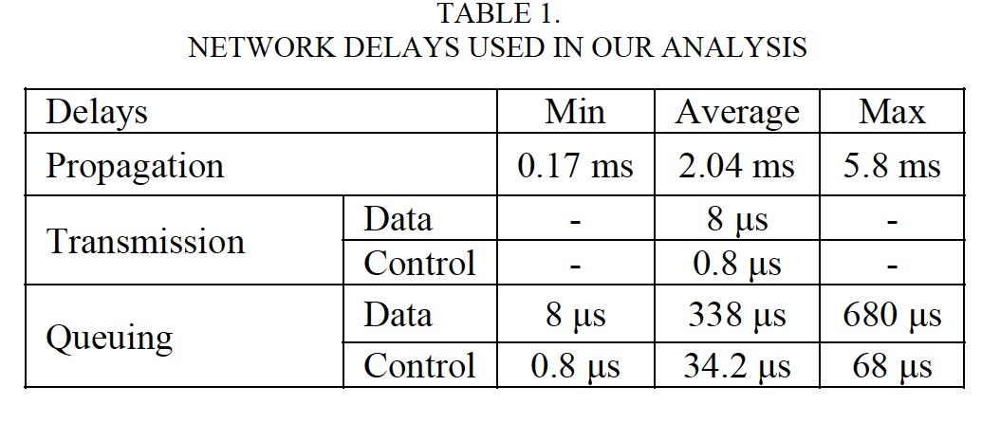 TABLE 1.
NETWORK DELAYS USED IN OUR ANALYSIS
Delays Min Average Max
Propagation 0.17 ms 2.04 ms 5.8 ms
Transmission Data - 8 μs -
Control - 0.8 μs -
Queuing Data 8 μs 338 μs 680 μs
Control 0.8 μs 34.2 μs 68 μs